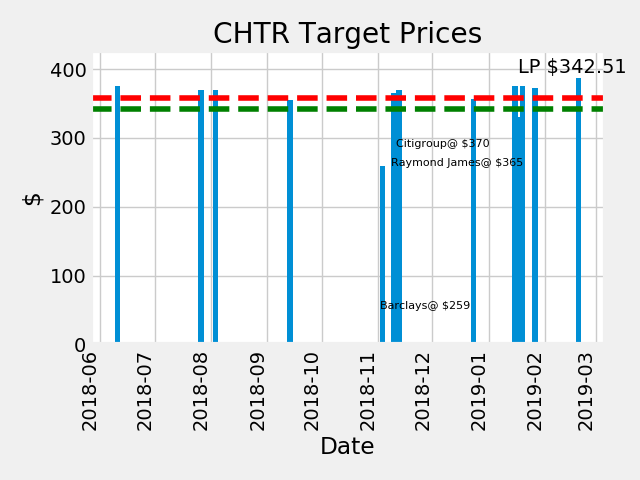 CHTR Target Prices
LP $342.51
400
300
200
100
0
$
Citigroup@ $370
Raymond James@ $365
Barclays@ $259
2018-06
2018-07
2018-08
2018-09
2018-10
2018-11
2018-12
2019-01
2019-02
2019-03
Date